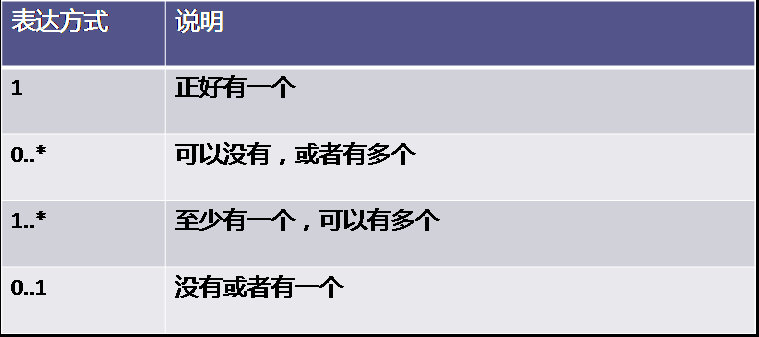 表达方式 说明
1 正好有一个
0..* 可以没有，或者有多个
1..* 至少有一个，可以有多个
0..1 没有或者有一个